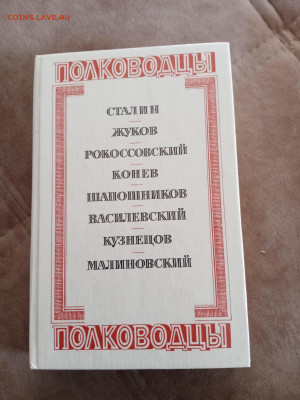 COINS.LAVE.RU
ПОЛКОВОДЦЫ
СТАЛИН
ЖУКОВ
РОКОССОВСКИЙ
КОНЕВ
ШАПОШНИКОВ
ВАСИЛЕВСКИЙ
КУЗНЕЦОВ
МАЛИНОВСКИЙ
ПОЛКОВОДЦЫ